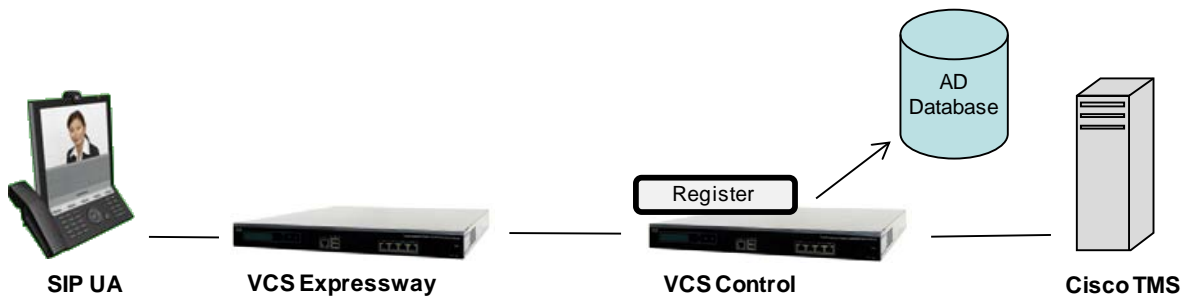 AD
Database
Register
SIP UA
VCS Expressway
VCS Control
Cisco TMS